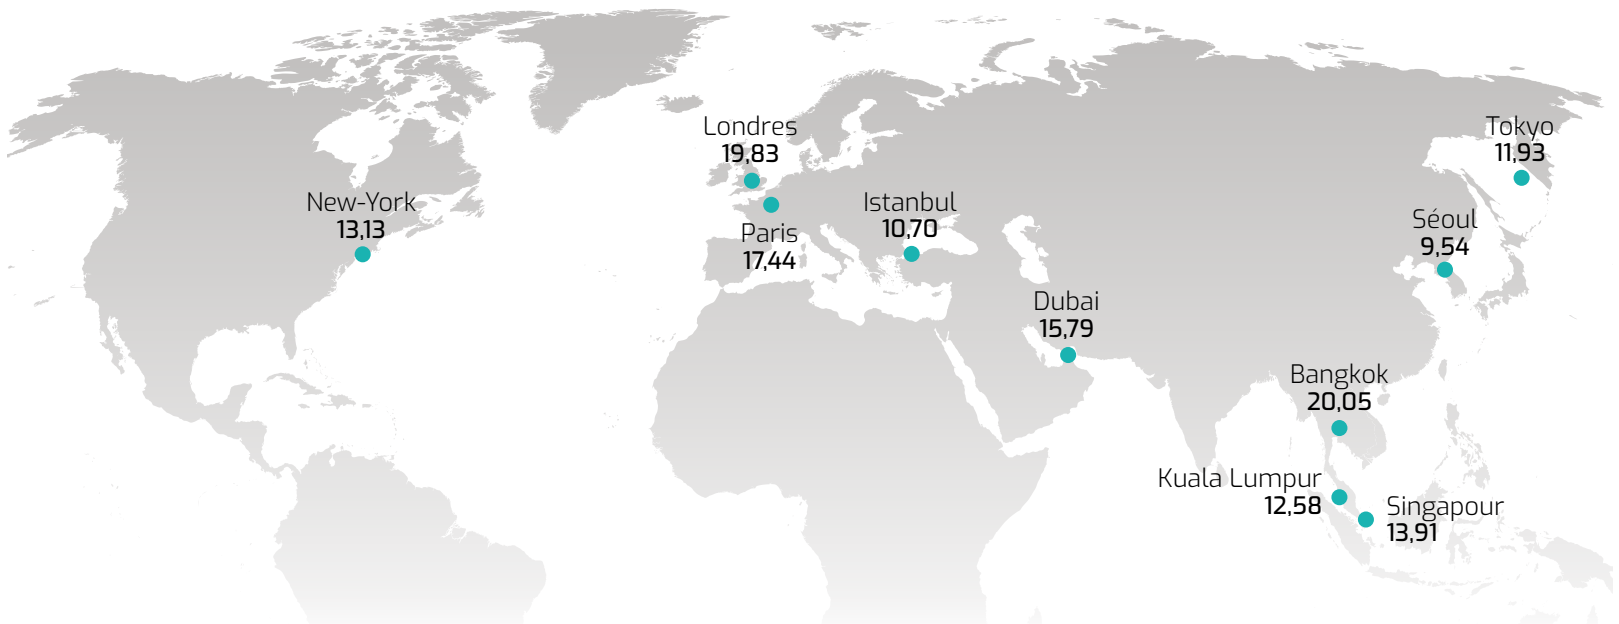 Londres
19,83
Tokyo
11,93
New-York
13,13
Istanbul
10,70
Paris
17,44
Séoul
9,54
Dubai
15,79
Bangkok
20,05
Kuala Lumpur
12,58
Singapour
13,91